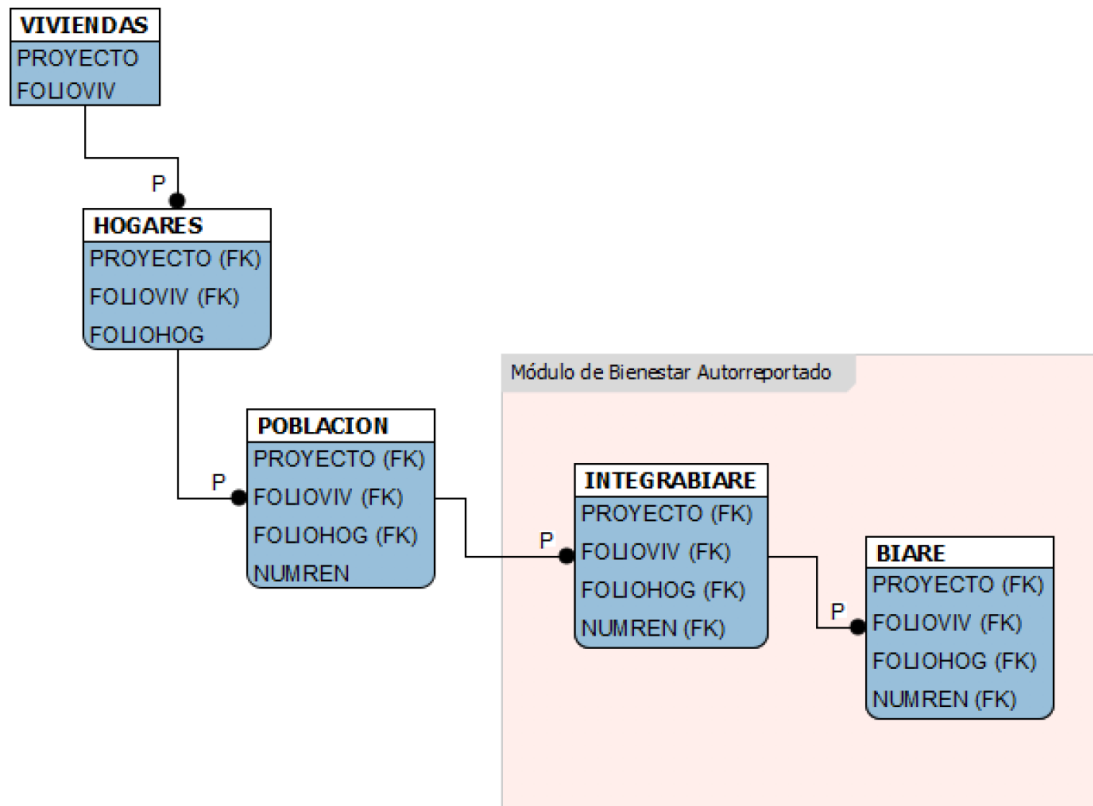 VIVIENDAS
PROYECTO
FOLIOVIV
P
HOGARES
PROYECTO (FK)
FOLIOVIV (FK)
FOLIOHOG
P
POBLACION
PROYECTO (FK)
FOLIOVIV (FK)
FOLIOHOG (FK)
NUMREN
Módulo de Bienestar Autorreportado
P
INTEGRABIARE
PROYECTO (FK)
FOLIOVIV (FK)
FOLIOHOG (FK)
NUMREN (FK)
P
BIARE
PROYECTO (FK)
FOLIOVIV (FK)
FOLIOHOG (FK)
NUMREN (FK)